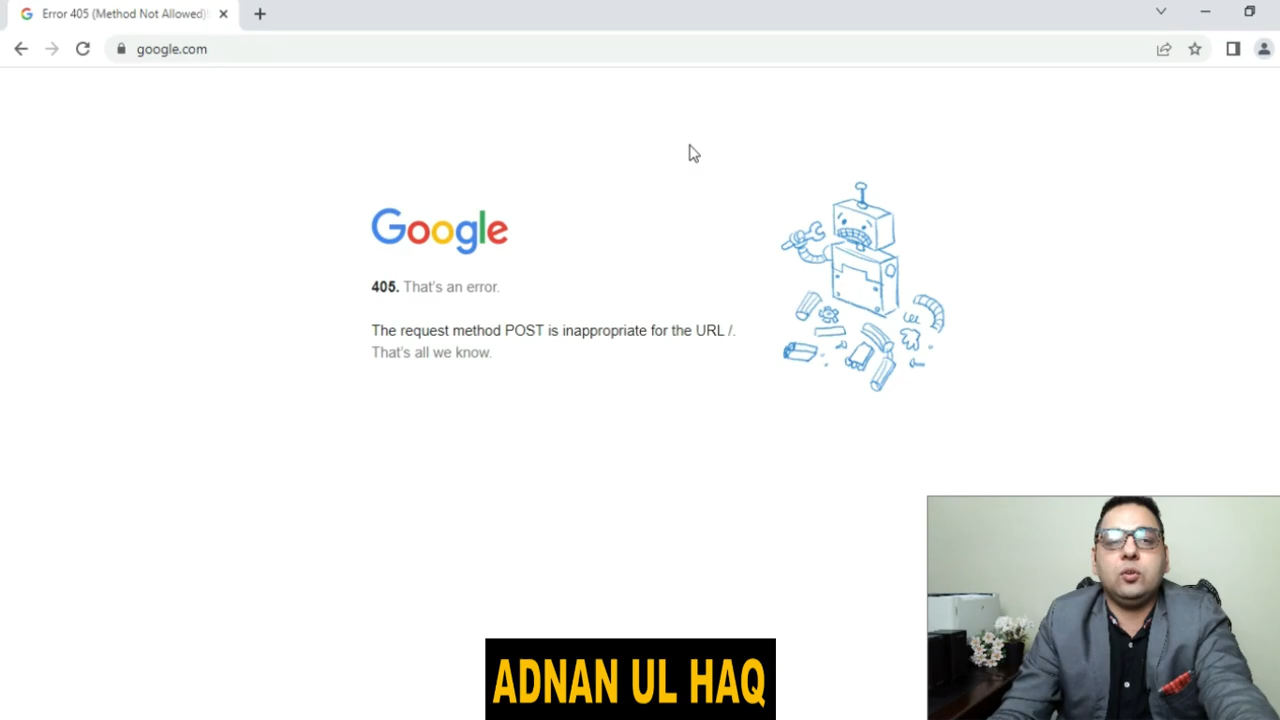 Error 405 (Method Not Allowed)!
google.com
Google
405. That's an error.
The request method POST is inappropriate for the URL /.
That's all we know.
ADNAN UL HAQ